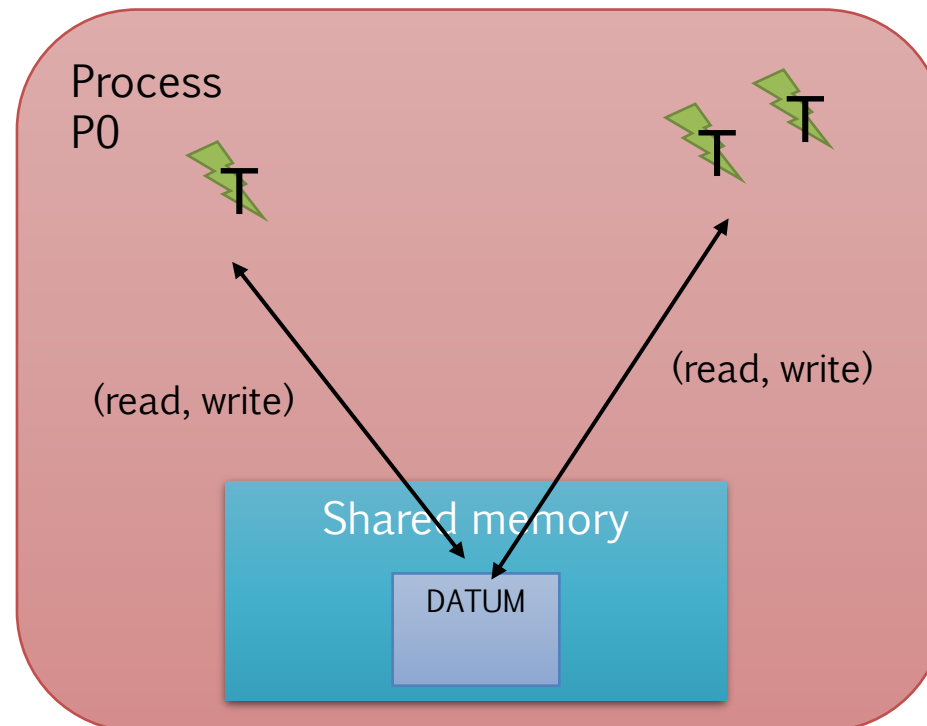 Process
P0
T
T
T
(read, write)
(read, write)
Shared memory
DATUM